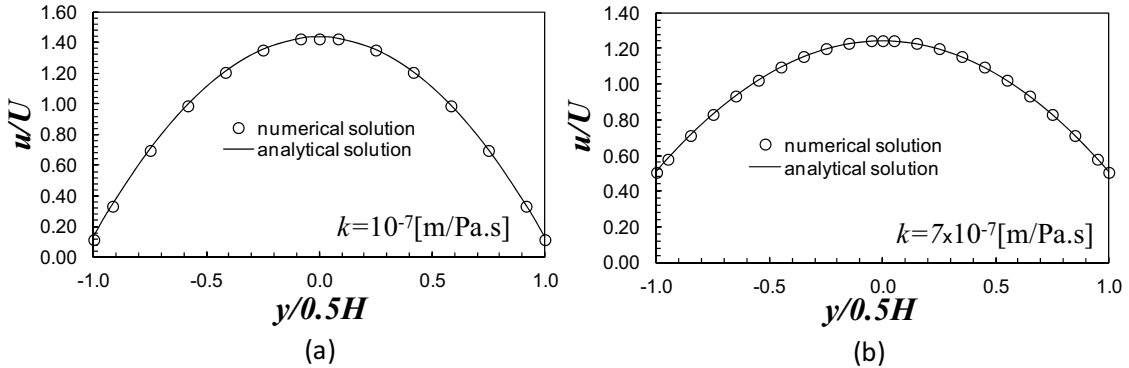 1.60
1.40
1.20
1.00
0.80
0.60
0.40
0.20
0.00
u/U
numerical solution
analytical solution
k=10-7[m/Pa.s]
-1.0 -0.5 0.0 0.5 1.0
y/0.5H
(a)
1.40
1.20
1.00
0.80
0.60
0.40
0.20
0.00
u/U
numerical solution
analytical solution
k=7x10-7[m/Pa.s]
-1.0 -0.5 0.0 0.5 1.0
y/0.5H
(b)